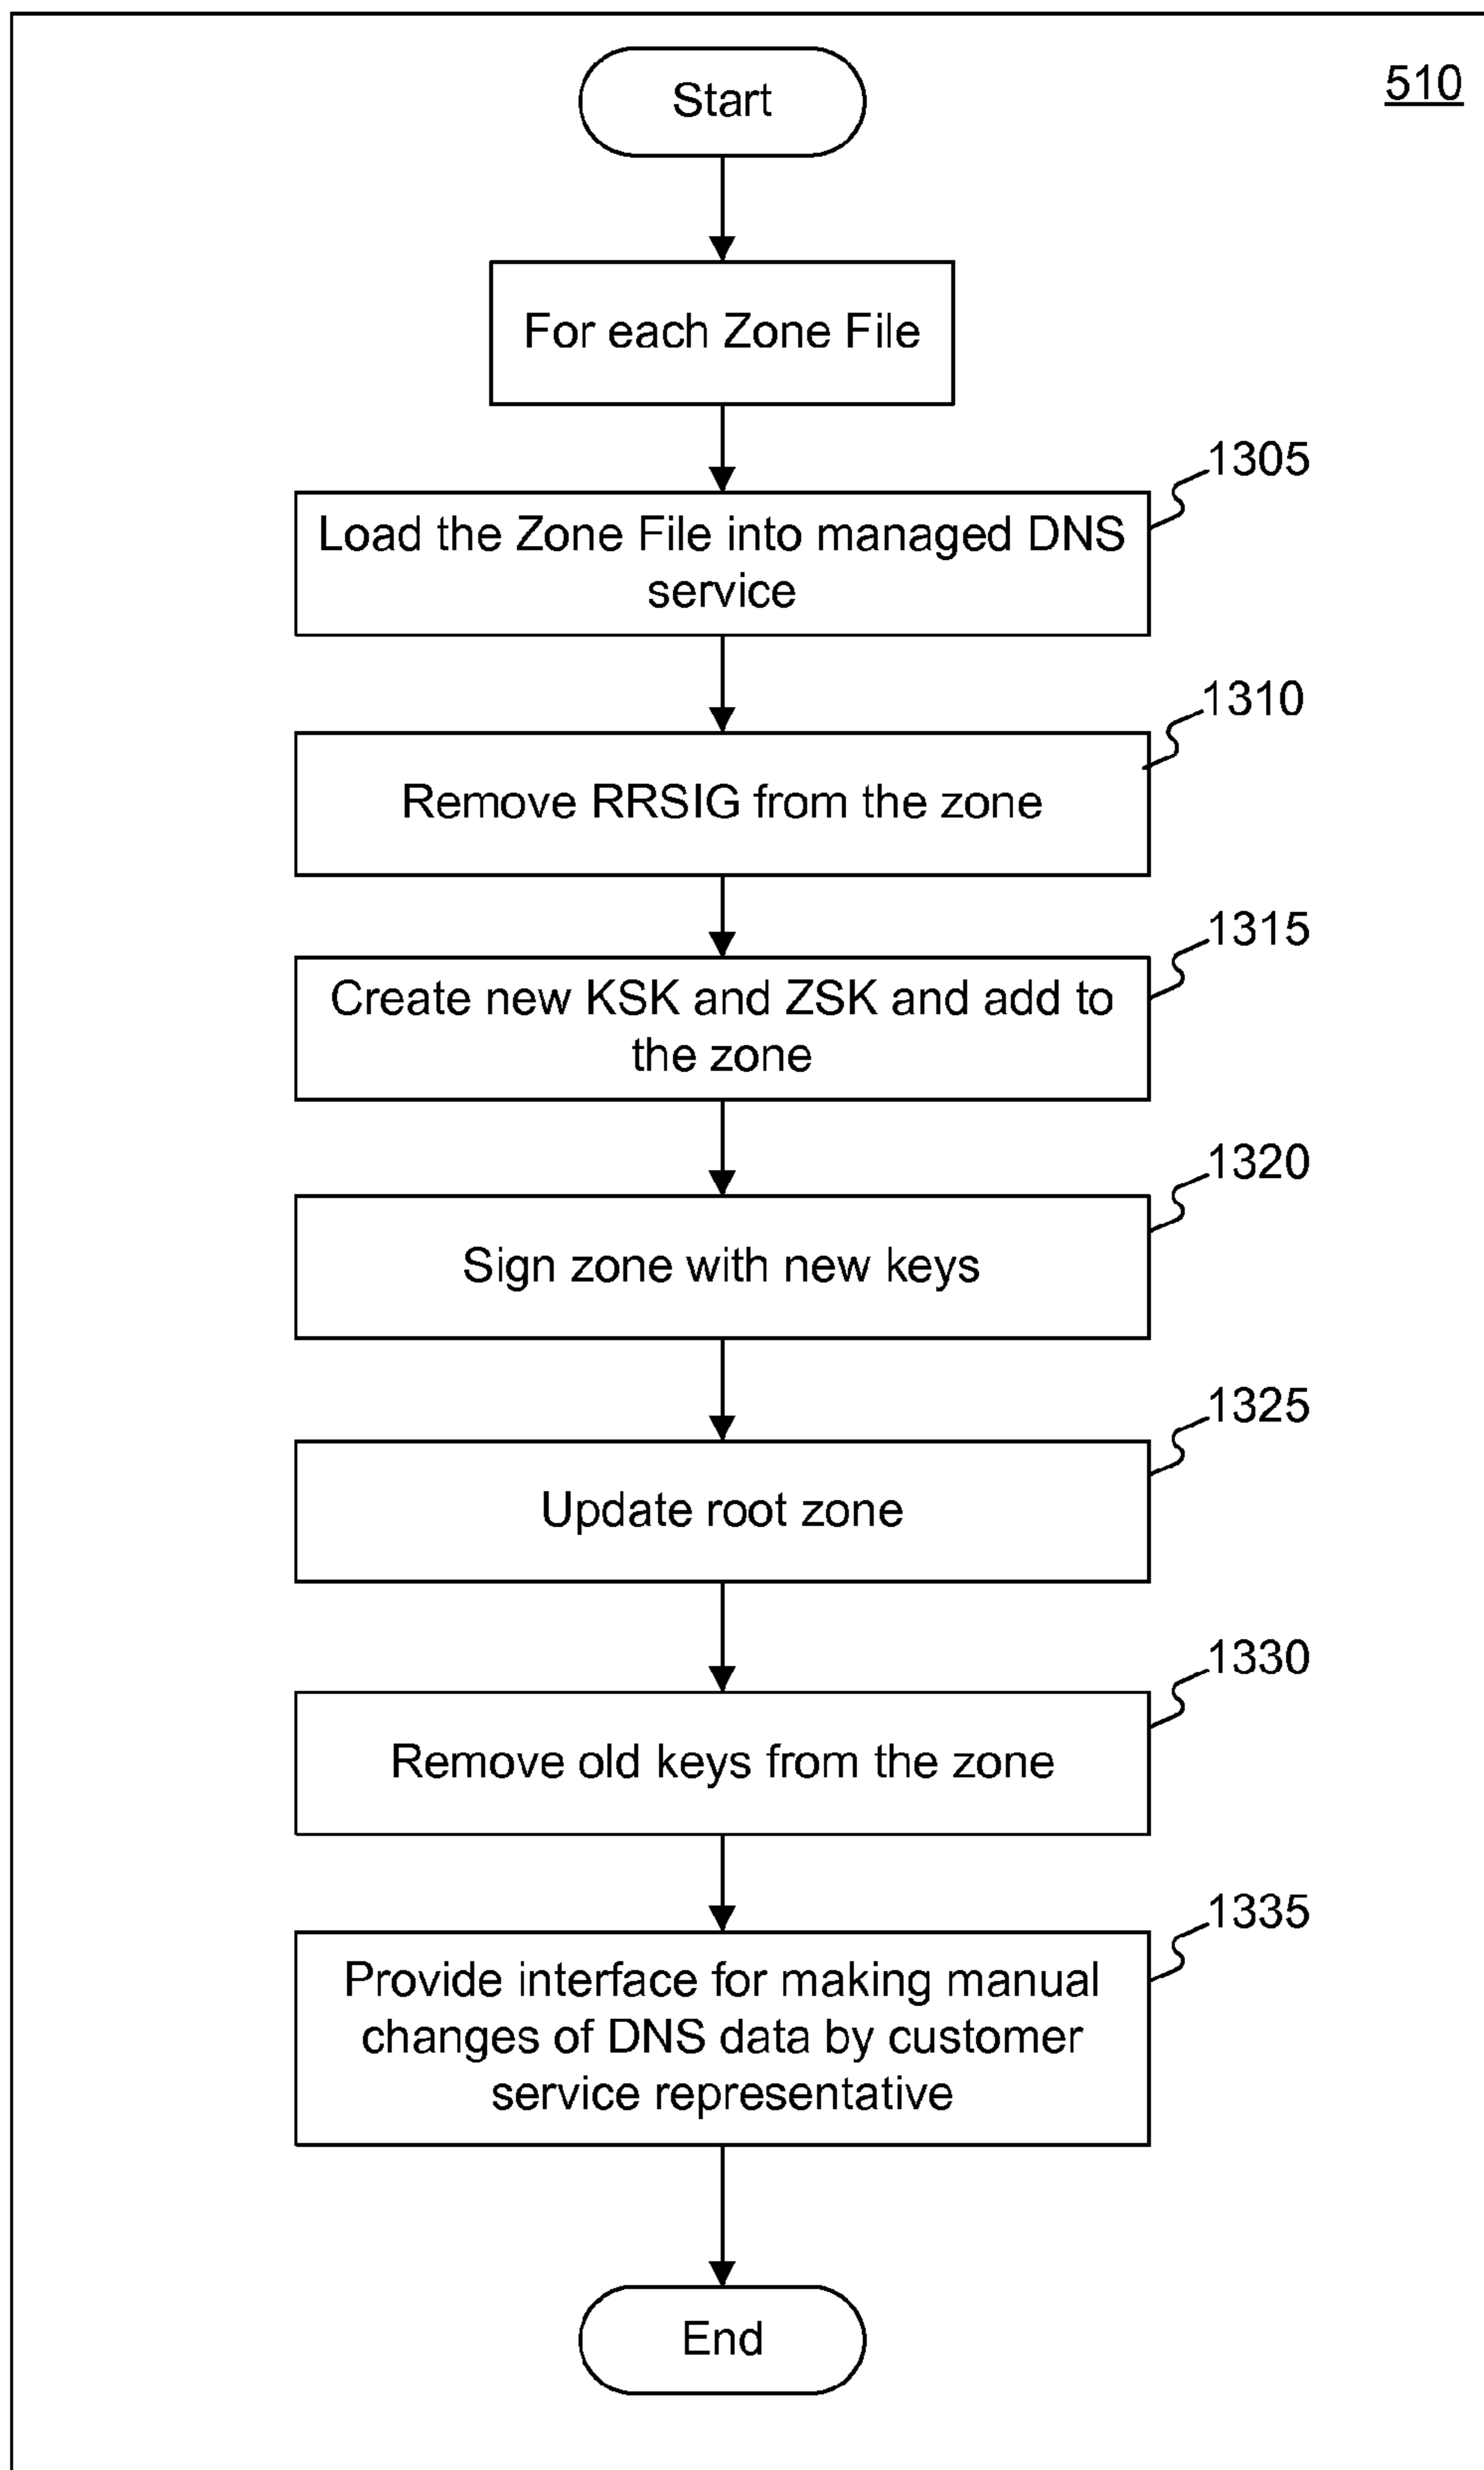 510
Start
For each Zone File
1305
Load the Zone File into managed DNS
service
1310
Remove RRSIG from the zone
1315
Create new KSK and ZSK and add to
the zone
1320
Sign zone with new keys
1325
Update root zone
1330
Remove old keys from the zone
1335
Provide interface for making manual
changes of DNS data by customer
service representative
End